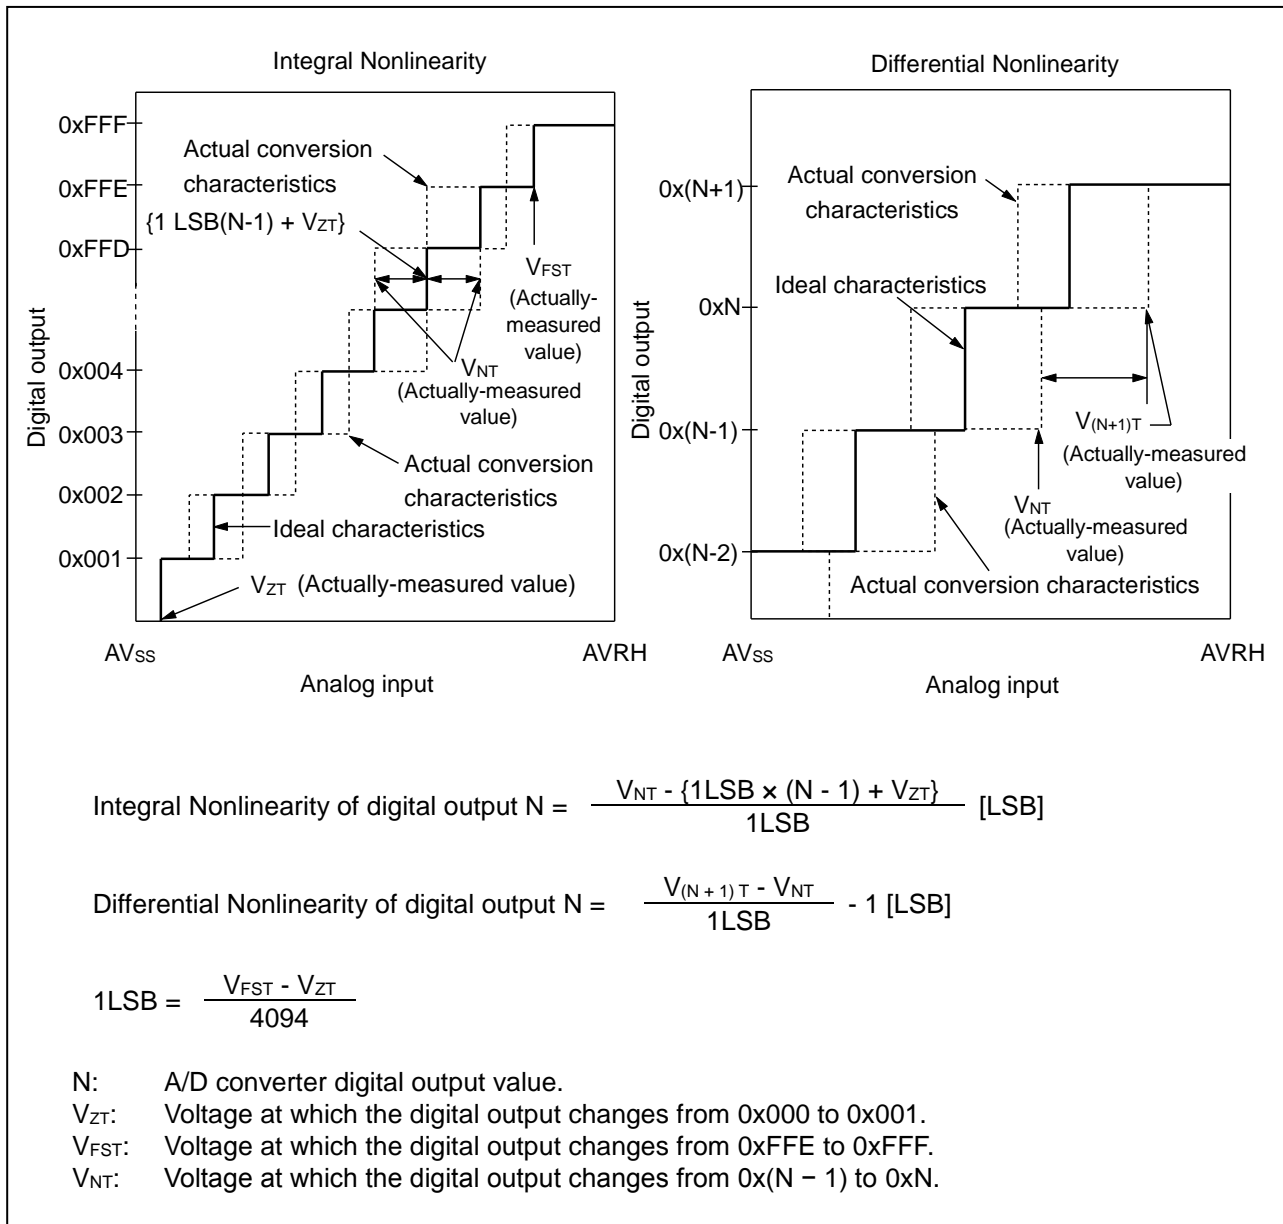 Integral Nonlinearity
0xFFF
0xFFE
0xFFD
0x004
0x003
0x002
0x001
Digital output
Actual conversion
characteristics
{1 LSB(N-1) + VZT}
VFST
(Actually-
measured
value)
VNT
(Actually-measured
value)
Actual conversion
characteristics
Ideal characteristics
VZT (Actually-measured value)
AVSS
AVRH
Analog input
Differential Nonlinearity
0x(N+1)
0xN
0x(N-1)
0x(N-2)
Digital output
Actual conversion
characteristics
Ideal characteristics
V(N+1)T
(Actually-measured
value)
VNT
(Actually-measured
value)
Actual conversion characteristics
AVSS
AVRH
Analog input
Integral Nonlinearity of digital output N = VNT - {1LSB × (N - 1) + VZT} / 1LSB [LSB]
Differential Nonlinearity of digital output N = V(N + 1) T - VNT / 1LSB - 1 [LSB]
1LSB = VFST - VZT / 4094
N: A/D converter digital output value.
VZT: Voltage at which the digital output changes from 0x000 to 0x001.
VFST: Voltage at which the digital output changes from 0xFFE to 0xFFF.
VNT: Voltage at which the digital output changes from 0x(N − 1) to 0xN.